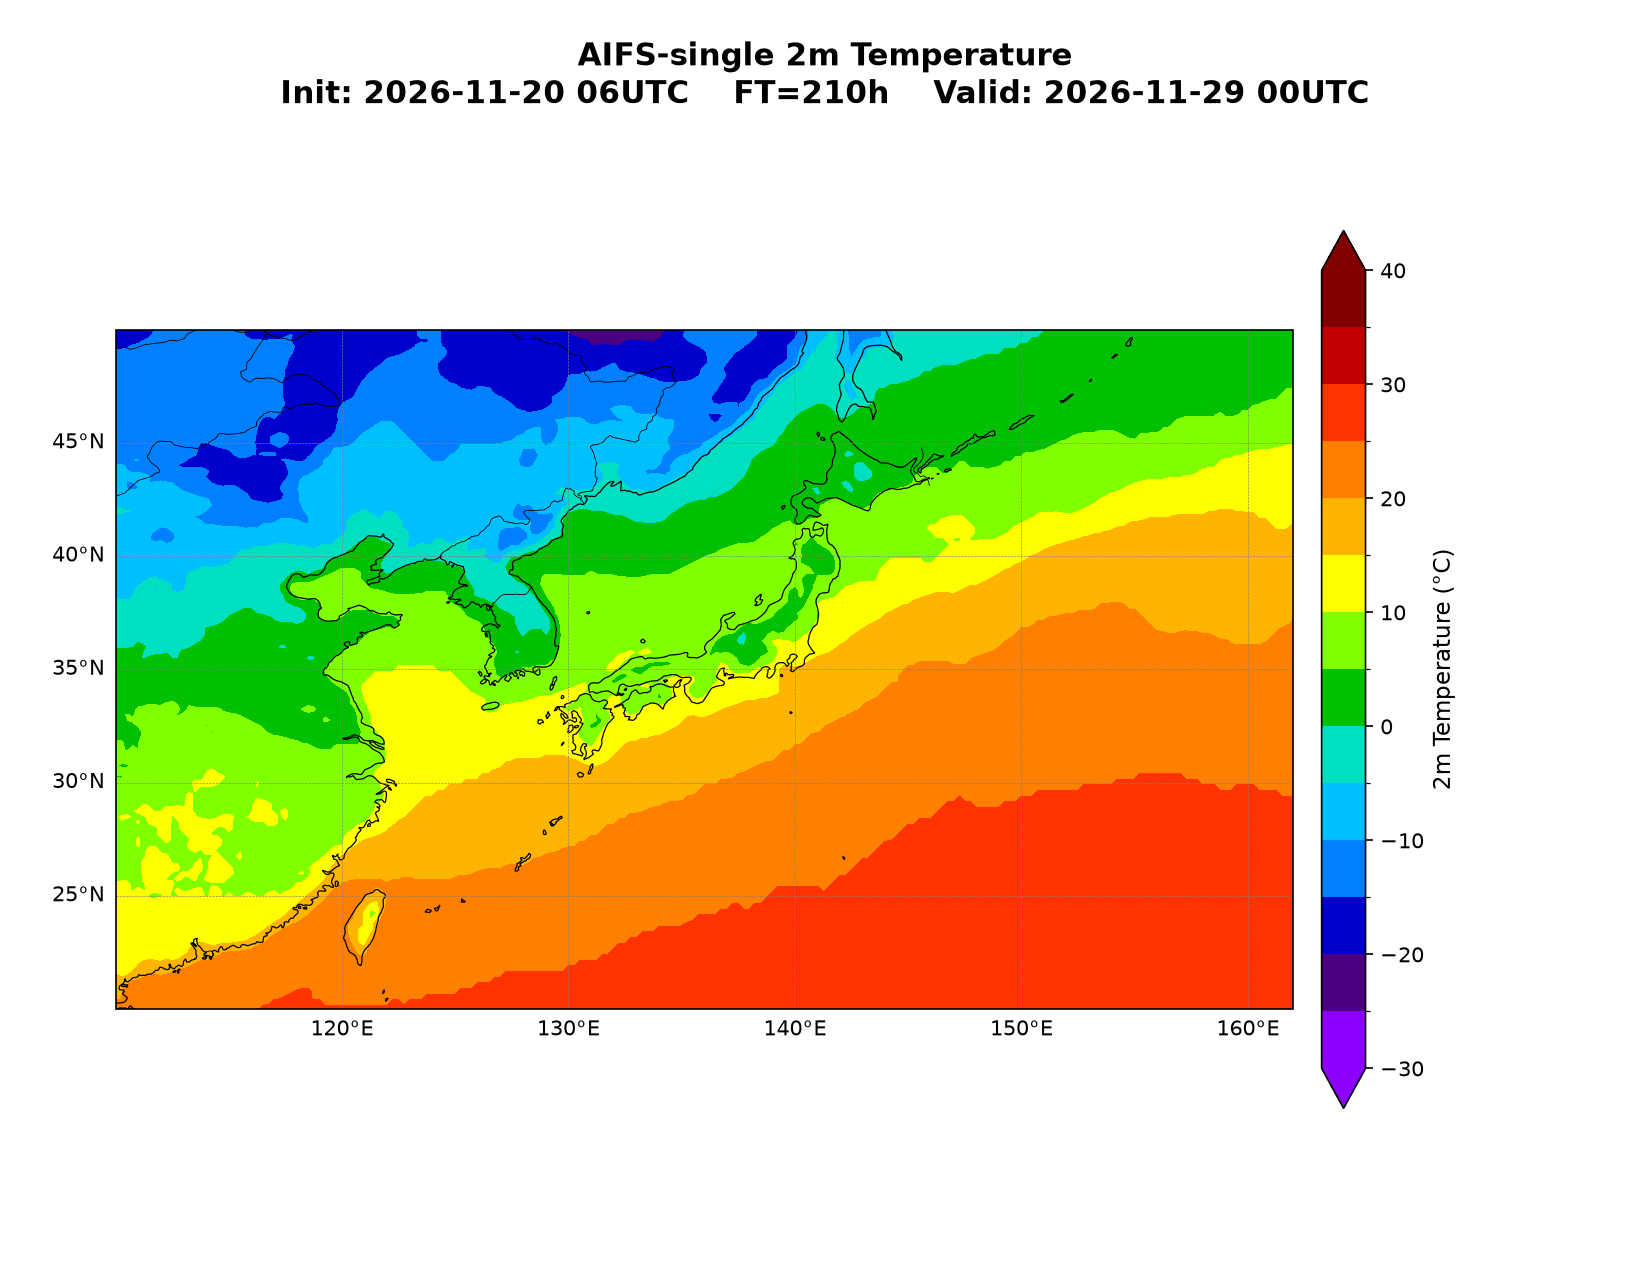 AIFS-single 2m Temperature
Init: 2026-11-20 06UTC    FT=210h    Valid: 2026-11-29 00UTC
40
30
20
10
0
−10
−20
−30
2m Temperature (°C)
45°N
40°N
35°N
30°N
25°N
120°E
130°E
140°E
150°E
160°E